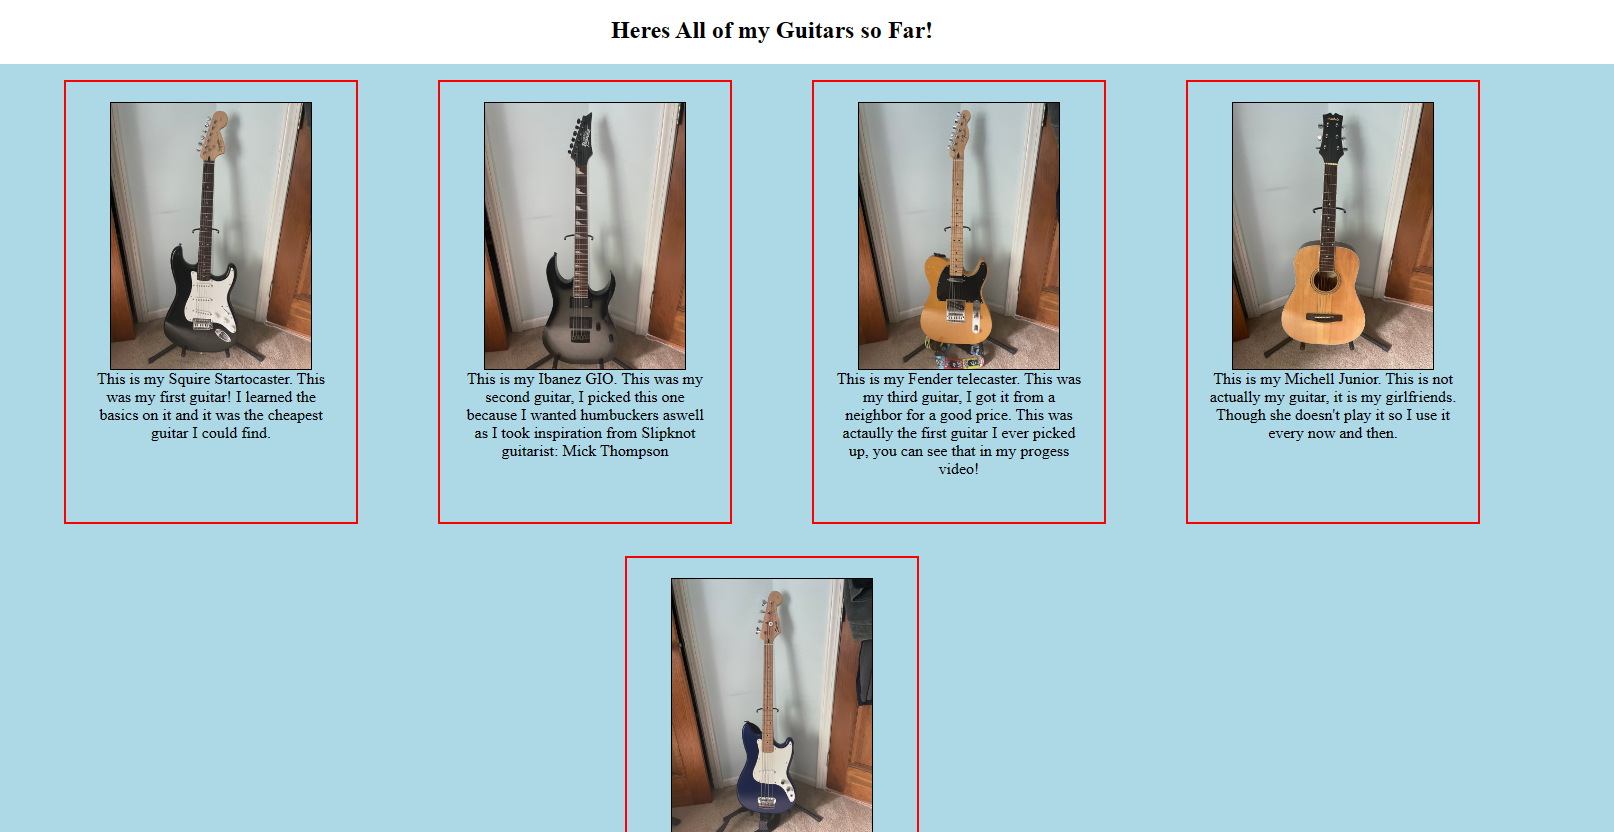 Heres All of my Guitars so Far!
This is my Squire Startocaster. This
was my first guitar! I learned the
basics on it and it was the cheapest
guitar I could find.
This is my Ibanez GIO. This was my
second guitar, I picked this one
because I wanted humbuckers aswell
as I took inspiration from Slipknot
guitarist: Mick Thompson
This is my Fender telecaster. This was
my third guitar, I got it from a
neighbor for a good price. This was
actaully the first guitar I ever picked
up, you can see that in my progess
video!
This is my Michell Junior. This is not
actually my guitar, it is my girlfriends.
Though she doesn't play it so I use it
every now and then.